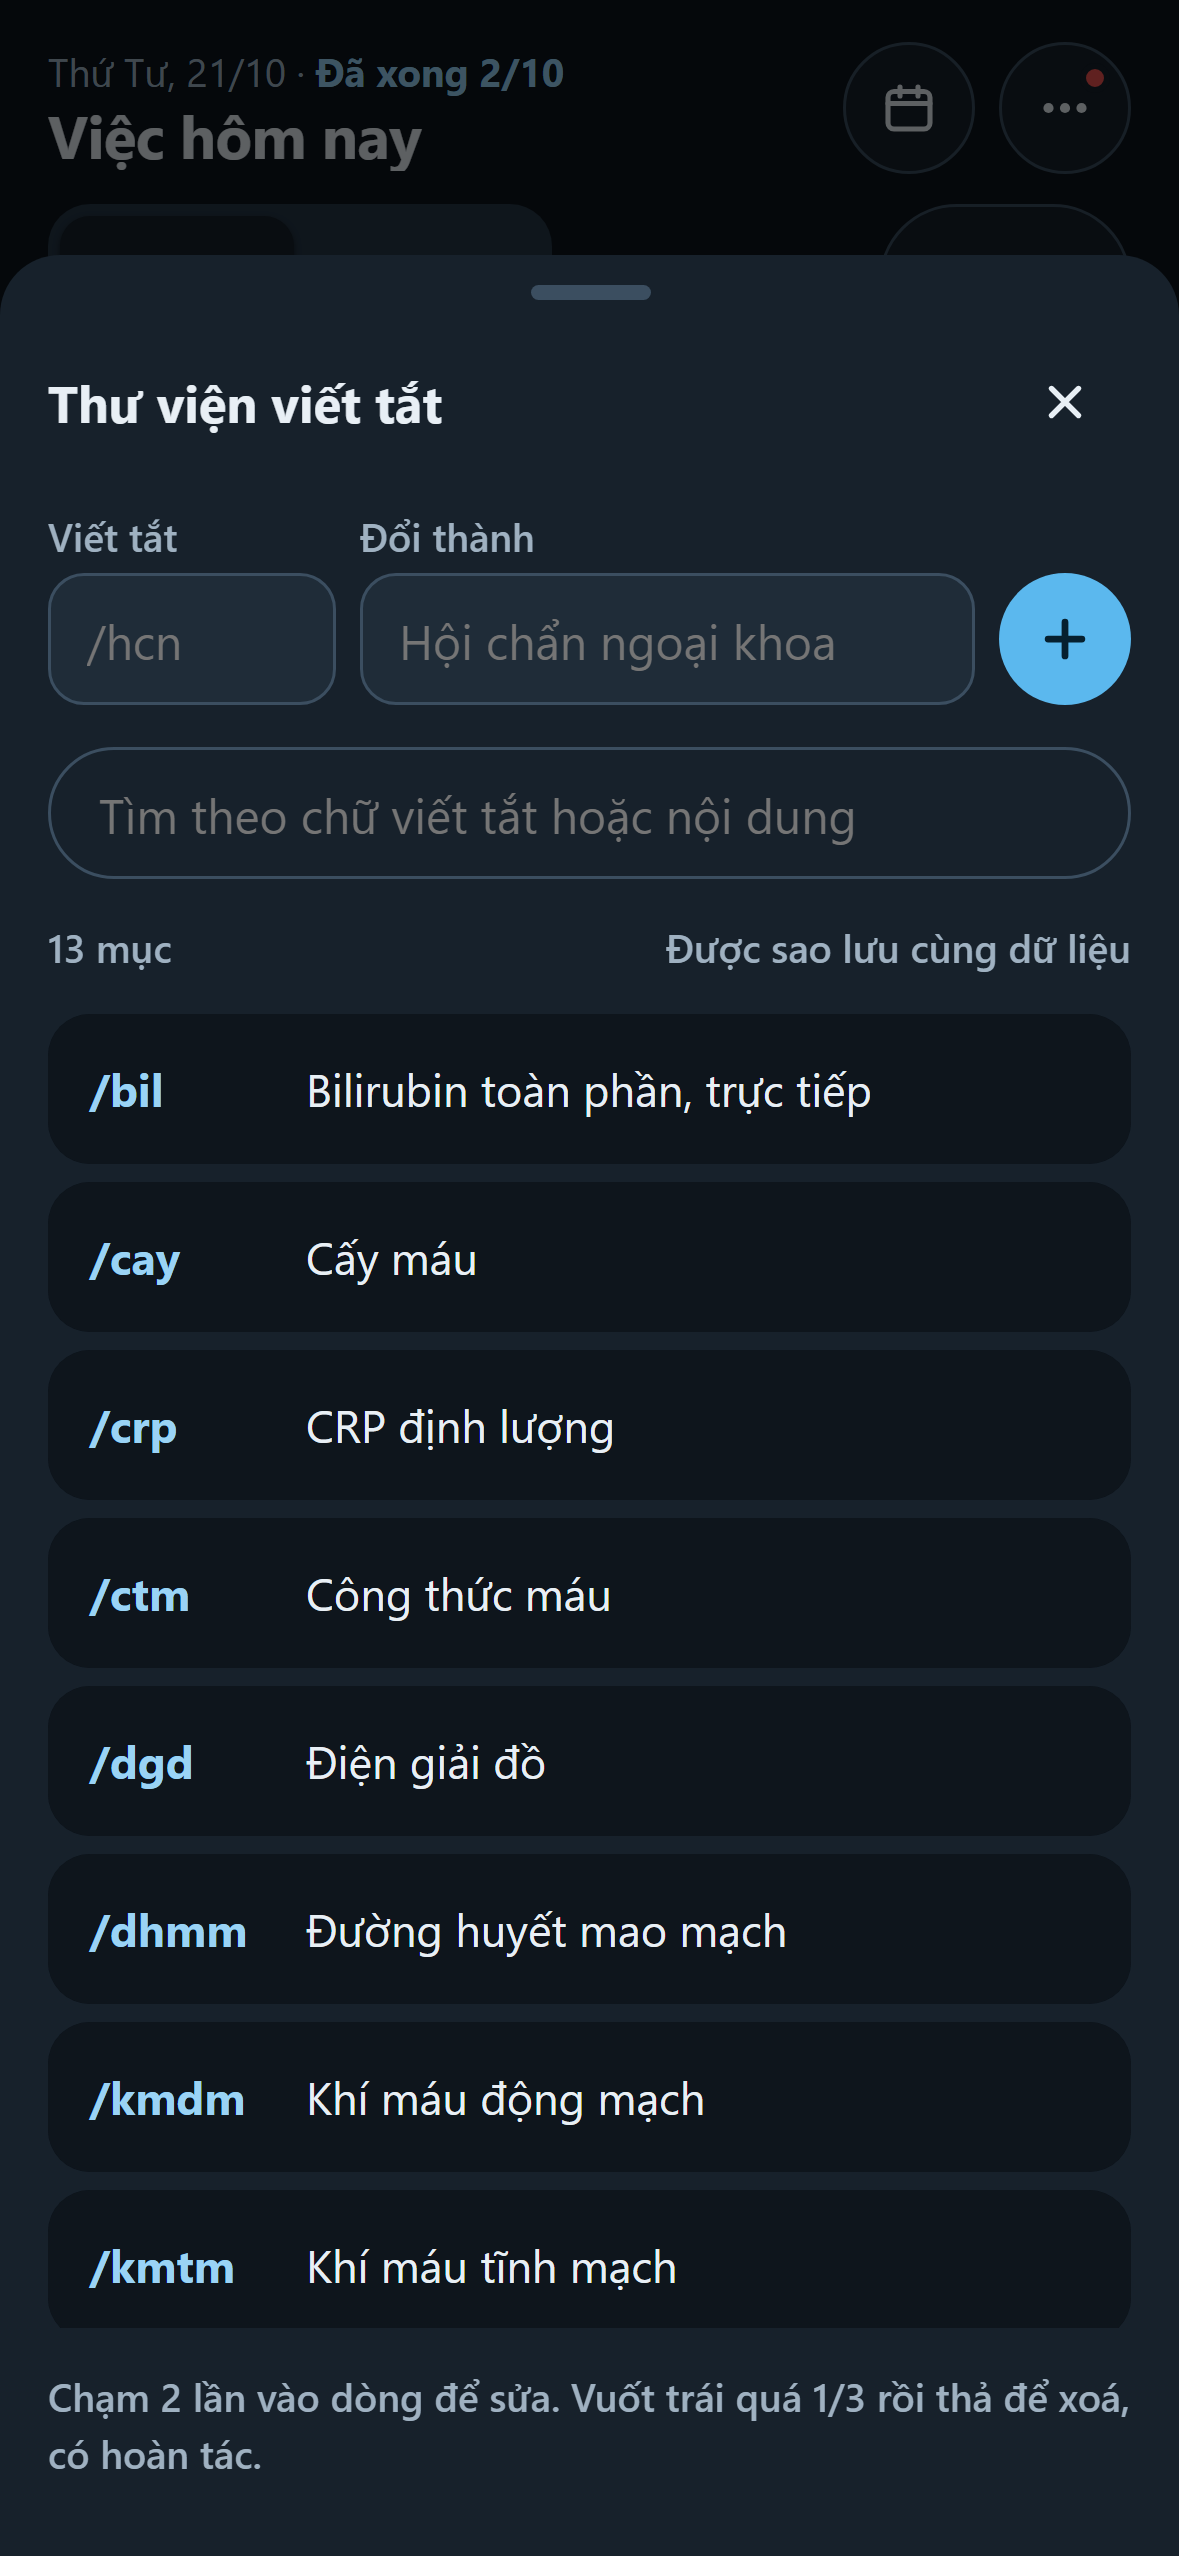 Thứ Tư, 21/10 · Đã xong 2/10
Việc hôm nay
Thư viện viết tắt
Viết tắt
Đổi thành
/hcn
Hội chẩn ngoại khoa
Tìm theo chữ viết tắt hoặc nội dung
13 mục
Được sao lưu cùng dữ liệu
/bil Bilirubin toàn phần, trực tiếp
/cay Cấy máu
/crp CRP định lượng
/ctm Công thức máu
/dgd Điện giải đồ
/dhmm Đường huyết mao mạch
/kmdm Khí máu động mạch
/kmtm Khí máu tĩnh mạch
Chạm 2 lần vào dòng để sửa. Vuốt trái quá 1/3 rồi thả để xoá,
có hoàn tác.